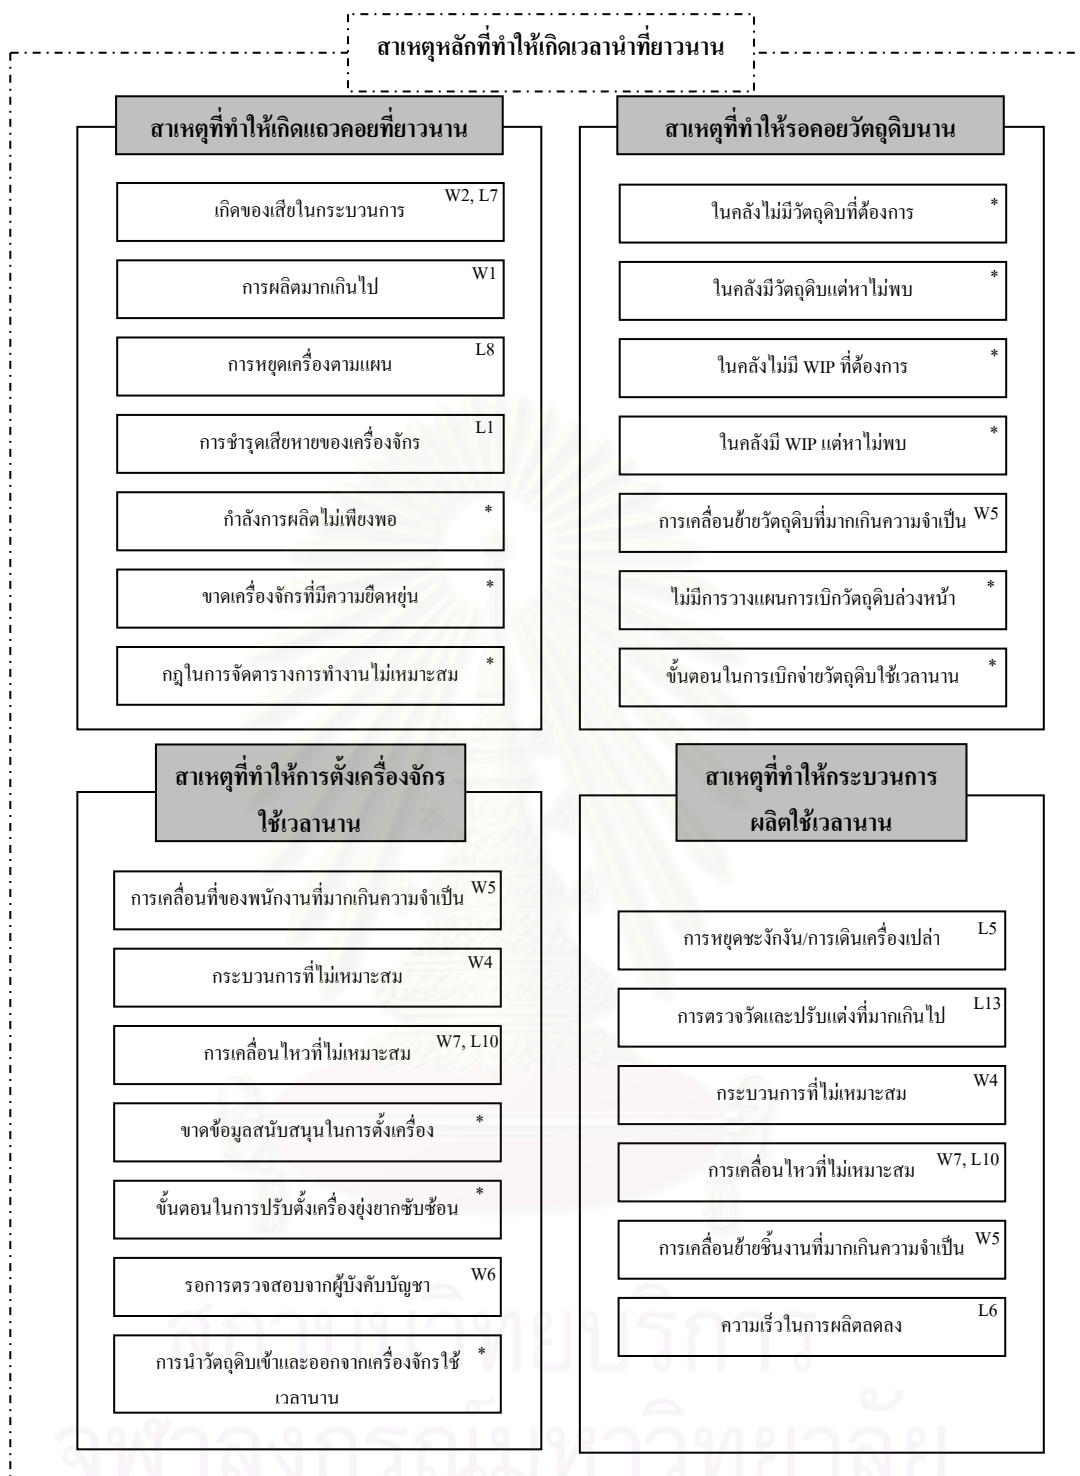 สาเหตุหลักที่ทำให้เกิดเวลานำที่ยาวนาน
สาเหตุที่ทำให้เกิดแถวคอยที่ยาวนาน
เกิดของเสียในกระบวนการ W2, L7
การผลิตมากเกินไป W1
การหยุดเครื่องตามแผน L8
การชำรุดเสียหายของเครื่องจักร L1
กำลังการผลิตไม่เพียงพอ *
ขาดเครื่องจักรที่มีความยืดหยุ่น *
กฎในการจัดตารางการทำงานไม่เหมาะสม *
สาเหตุที่ทำให้รอคอยวัตถุดิบนาน
ในคลังไม่มีวัตถุดิบที่ต้องการ *
ในคลังมีวัตถุดิบแต่หาไม่พบ *
ในคลังไม่มี WIP ที่ต้องการ *
ในคลังมี WIP แต่หาไม่พบ *
การเคลื่อนย้ายวัตถุดิบที่มากเกินความจำเป็น W5
ไม่มีการวางแผนการเบิกวัตถุดิบล่วงหน้า *
ขั้นตอนในการเบิกจ่ายวัตถุดิบใช้เวลานาน *
สาเหตุที่ทำให้การตั้งเครื่องจักร
ใช้เวลานาน
การเคลื่อนที่ของพนักงานที่มากเกินความจำเป็น W5
กระบวนการที่ไม่เหมาะสม W4
การเคลื่อนไหวที่ไม่เหมาะสม W7, L10
ขาดข้อมูลสนับสนุนในการตั้งเครื่อง *
ขั้นตอนในการปรับตั้งเครื่องยุ่งยากซับซ้อน *
รอการตรวจสอบจากผู้บังคับบัญชา W6
การนำวัตถุดิบเข้าและออกจากเครื่องจักรใช้ *
เวลานาน
สาเหตุที่ทำให้กระบวนการ
ผลิตใช้เวลานาน
การหยุดชะงักงัน/การเดินเครื่องเปล่า L5
การตรวจวัดและปรับแต่งที่มากเกินไป L13
กระบวนการที่ไม่เหมาะสม W4
การเคลื่อนไหวที่ไม่เหมาะสม W7, L10
การเคลื่อนย้ายชิ้นงานที่มากเกินความจำเป็น W5
ความเร็วในการผลิตลดลง L6
สถาบันวิทยบริการ
จุฬาลงกรณ์มหาวิทยาลัย